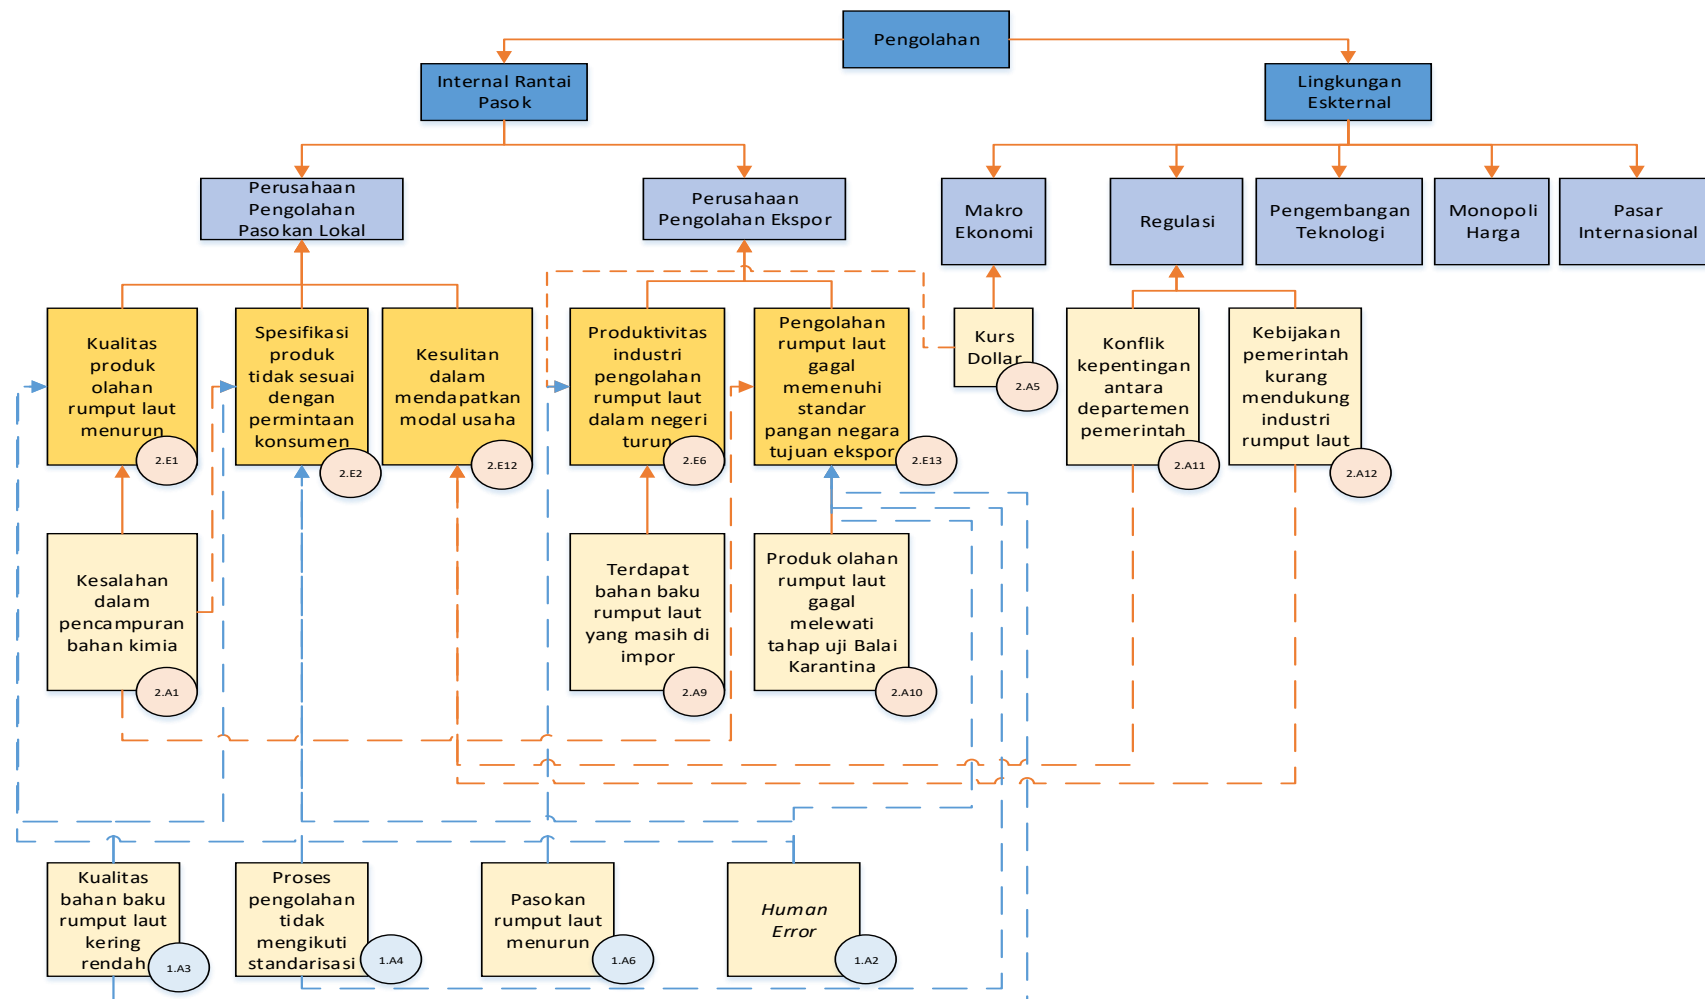 Pengolahan
Internal Rantai
Pasok
Lingkungan
Eskternal
Perusahaan
Pengolahan
Pasokan Lokal
Perusahaan
Pengolahan Ekspor
Makro
Ekonomi
Regulasi
Pengembangan
Teknologi
Monopoli
Harga
Pasar
Internasional
Kualitas
produk
olahan
rumput laut
menurun
2.E1
Spesifikasi
produk
tidak sesuai
dengan
permintaan
konsumen
2.E2
Kesulitan
dalam
mendapatkan
modal usaha
2.E12
Produktivitas
industri
pengolahan
rumput laut
dalam negeri
turun
2.E6
Pengolahan
rumput laut
gagal
memenuhi
standar
pangan negara
tujuan ekspor
2.E13
Kurs
Dollar
2.A5
Konflik
kepentingan
antara
departemen
pemerintah
2.A11
Kebijakan
pemerintah
kurang
mendukung
industri
rumput laut
2.A12
Kesalahan
dalam
pencampuran
bahan kimia
2.A1
Terdapat
bahan baku
rumput laut
yang masih di
impor
2.A9
Produk olahan
rumput laut
gagal
melewati
tahap uji Balai
Karantina
2.A10
Kualitas
bahan baku
rumput laut
kering
rendah
1.A3
Proses
pengolahan
tidak
mengikuti
standarisasi
1.A4
Pasokan
rumput laut
menurun
1.A6
Human
Error
1.A2